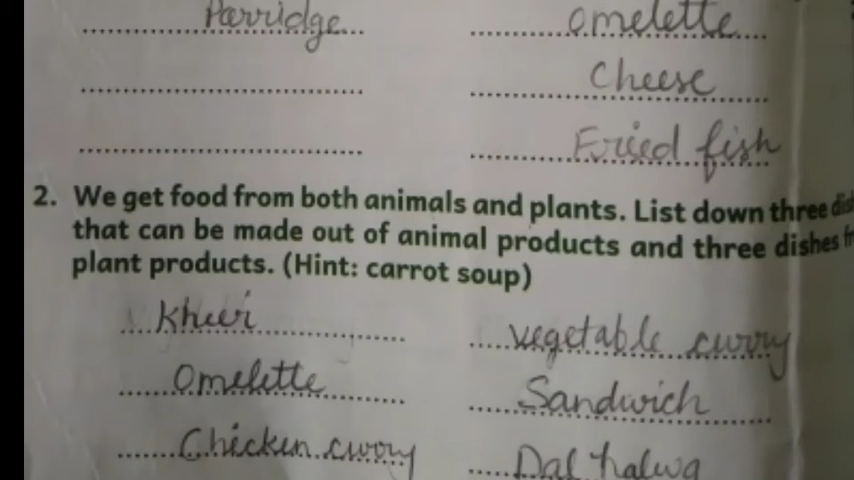 Parridge omelette
Cheese
Fried fish
2. We get food from both animals and plants. List down three
that can be made out of animal products and three dishes
plant products. (Hint: carrot soup)
Kheer vegetable curry
Omelette Sandwich
Chicken curry Dal halwa